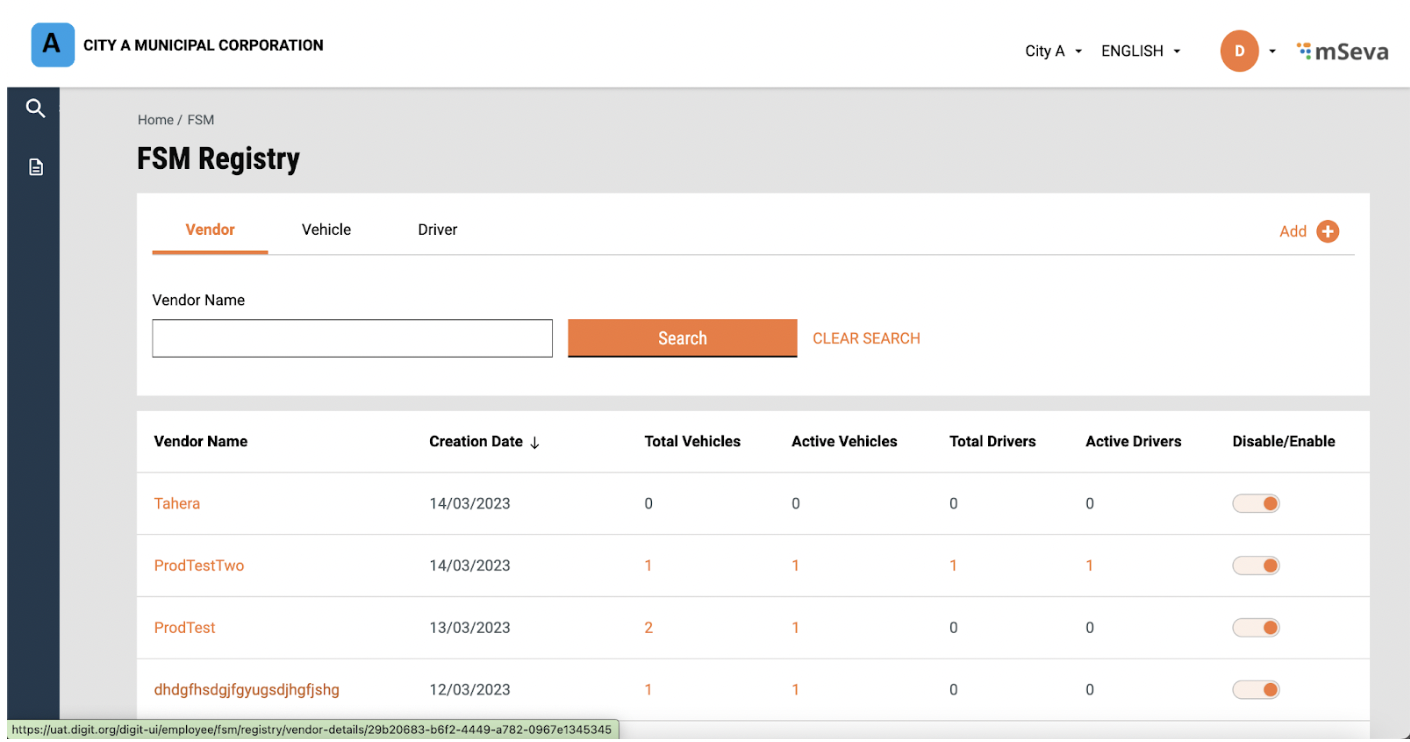 A CITY A MUNICIPAL CORPORATION City A ENGLISH D mSeva
Home / FSM
FSM Registry
Vendor Vehicle Driver Add
Vendor Name
Search CLEAR SEARCH
Vendor Name Creation Date ↓ Total Vehicles Active Vehicles Total Drivers Active Drivers Disable/Enable
Tahera 14/03/2023 0 0 0 0
ProdTestTwo 14/03/2023 1 1 1 1
ProdTest 13/03/2023 2 1 0 0
dhdgfhsdgjfgyugsdjhgfjshg 12/03/2023 1 1 0 0
https://uat.digit.org/digit-ui/employee/fsm/registry/vendor-details/29b20683-b6f2-4449-a782-0967e1345345